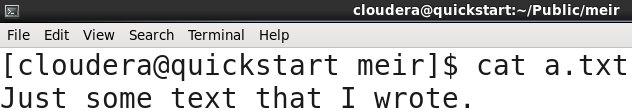 cloudera@quickstart:~/Public/meir
File Edit View Search Terminal Help
[cloudera@quickstart meir]$ cat a.txt
Just some text that I wrote.